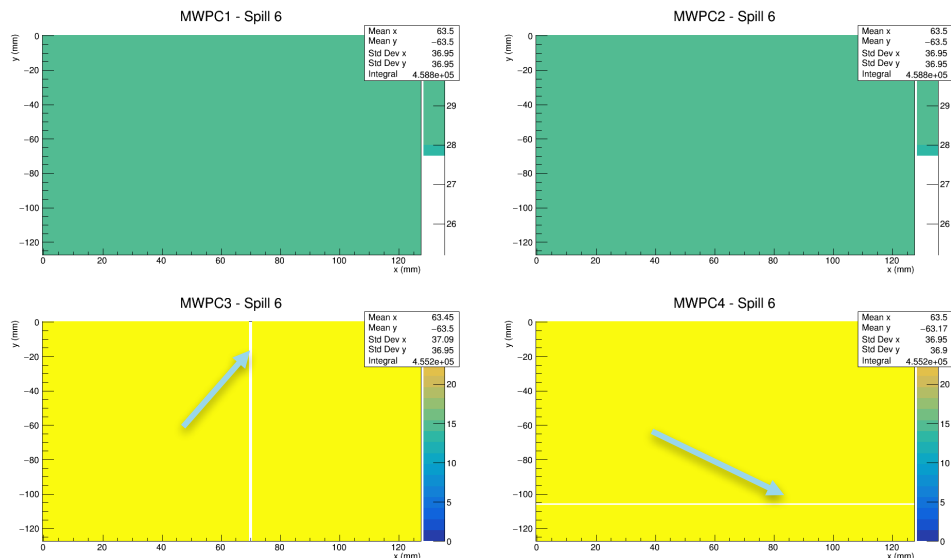 MWPC1 - Spill 6
y (mm)
Mean x 63.5
Mean y −63.5
Std Dev x 36.95
Std Dev y 36.95
Integral 4.588e+05
0
−20
−40
−60
−80
−100
−120
29
28
27
26
0 20 40 60 80 100 120
x (mm)
MWPC2 - Spill 6
y (mm)
Mean x 63.5
Mean y −63.5
Std Dev x 36.95
Std Dev y 36.95
Integral 4.588e+05
0
−20
−40
−60
−80
−100
−120
29
28
27
26
0 20 40 60 80 100 120
x (mm)
MWPC3 - Spill 6
y (mm)
Mean x 63.45
Mean y −63.5
Std Dev x 37.09
Std Dev y 36.95
Integral 4.552e+05
0
−20
−40
−60
−80
−100
−120
20
15
10
5
0
0 20 40 60 80 100 120
x (mm)
MWPC4 - Spill 6
y (mm)
Mean x 63.5
Mean y −63.17
Std Dev x 36.95
Std Dev y 36.9
Integral 4.552e+05
0
−20
−40
−60
−80
−100
−120
20
15
10
5
0
0 20 40 60 80 100 120
x (mm)